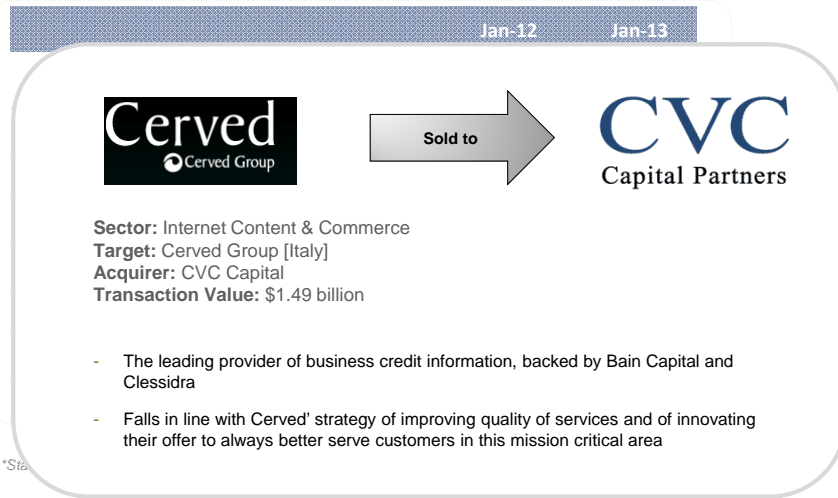 Jan-12 Jan-13
Cerved
Cerved Group
Sold to
CVC
Capital Partners
Sector: Internet Content & Commerce
Target: Cerved Group [Italy]
Acquirer: CVC Capital
Transaction Value: $1.49 billion
- The leading provider of business credit information, backed by Bain Capital and
Clessidra
- Falls in line with Cerved' strategy of improving quality of services and of innovating
their offer to always better serve customers in this mission critical area